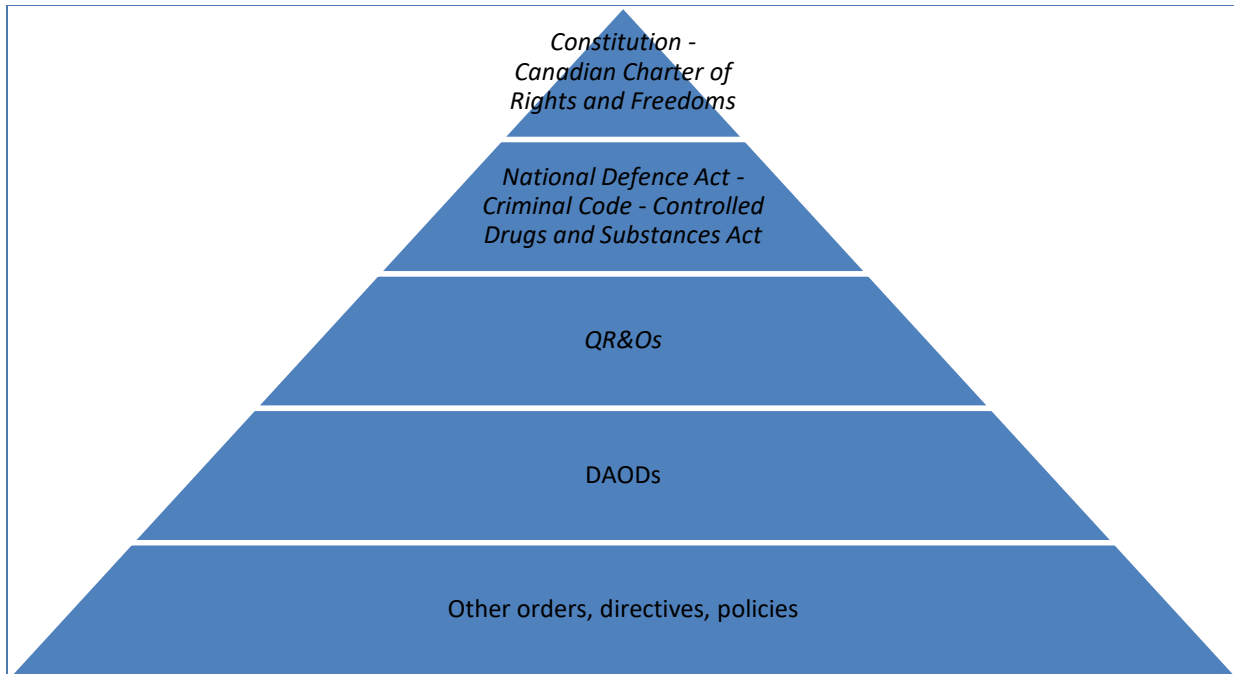 Constitution -
Canadian Charter of
Rights and Freedoms
National Defence Act -
Criminal Code - Controlled
Drugs and Substances Act
QR&Os
DAODs
Other orders, directives, policies